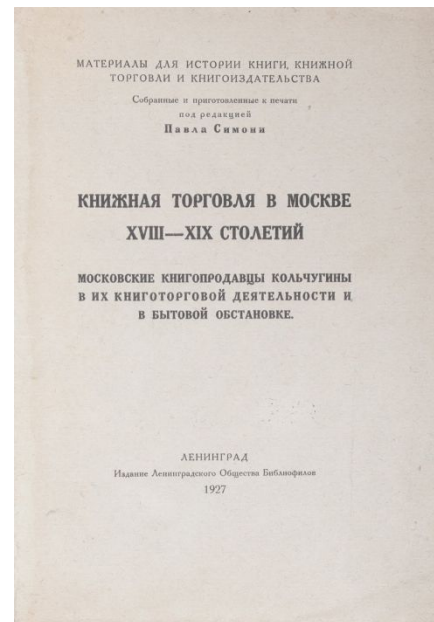 МАТЕРИАЛЫ ДЛЯ ИСТОРИИ КНИГИ, КНИЖНОЙ
ТОРГОВЛИ И КНИГОИЗДАТЕЛЬСТВА
Собранные и приготовленные к печати
под редакцией
Павла Симони
КНИЖНАЯ ТОРГОВЛЯ В МОСКВЕ
XVIII—XIX СТОЛЕТИЙ
МОСКОВСКИЕ КНИГОПРОДАВЦЫ КОЛЬЧУГИНЫ
В ИХ КНИГОТОРГОВОЙ ДЕЯТЕЛЬНОСТИ И
В БЫТОВОЙ ОБСТАНОВКЕ.
ЛЕНИНГРАД
Издание Ленинградского Общества Библиофилов
1927